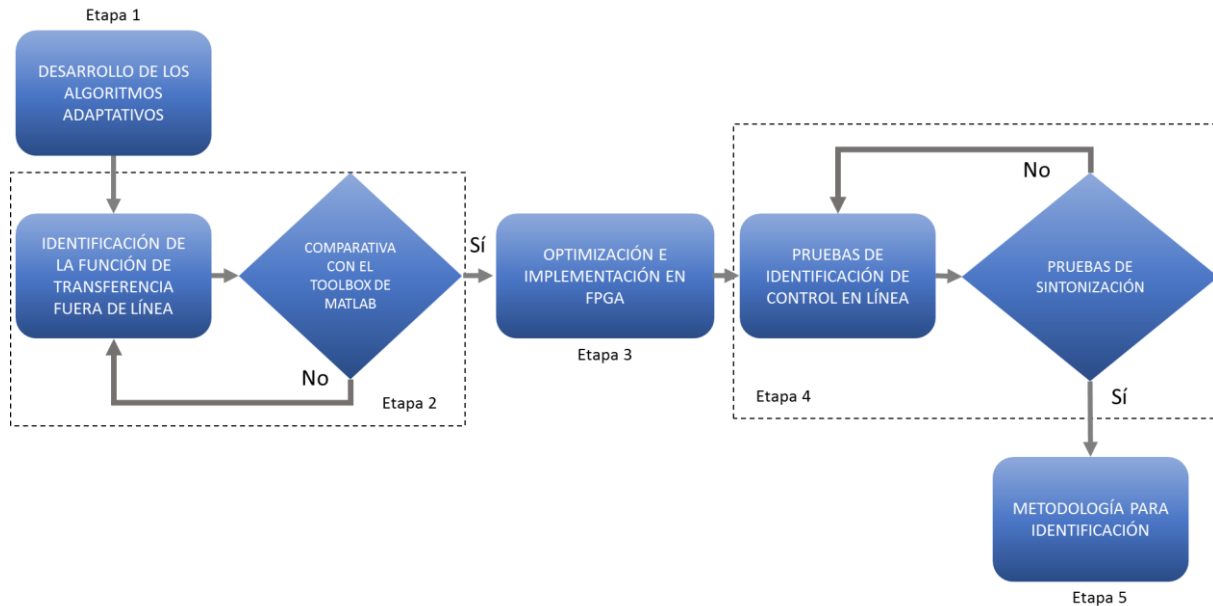 Etapa 1
DESARROLLO DE LOS
ALGORITMOS
ADAPTATIVOS
IDENTIFICACIÓN DE
LA FUNCIÓN DE
TRANSFERENCIA
FUERA DE LÍNEA
COMPARATIVA
CON EL
TOOLBOX DE
MATLAB
No
Etapa 2
Sí
OPTIMIZACIÓN E
IMPLEMENTACIÓN EN
FPGA
Etapa 3
PRUEBAS DE
IDENTIFICACIÓN DE
CONTROL EN LÍNEA
No
PRUEBAS DE
SINTONIZACIÓN
Etapa 4
Sí
METODOLOGÍA PARA
IDENTIFICACIÓN
Etapa 5